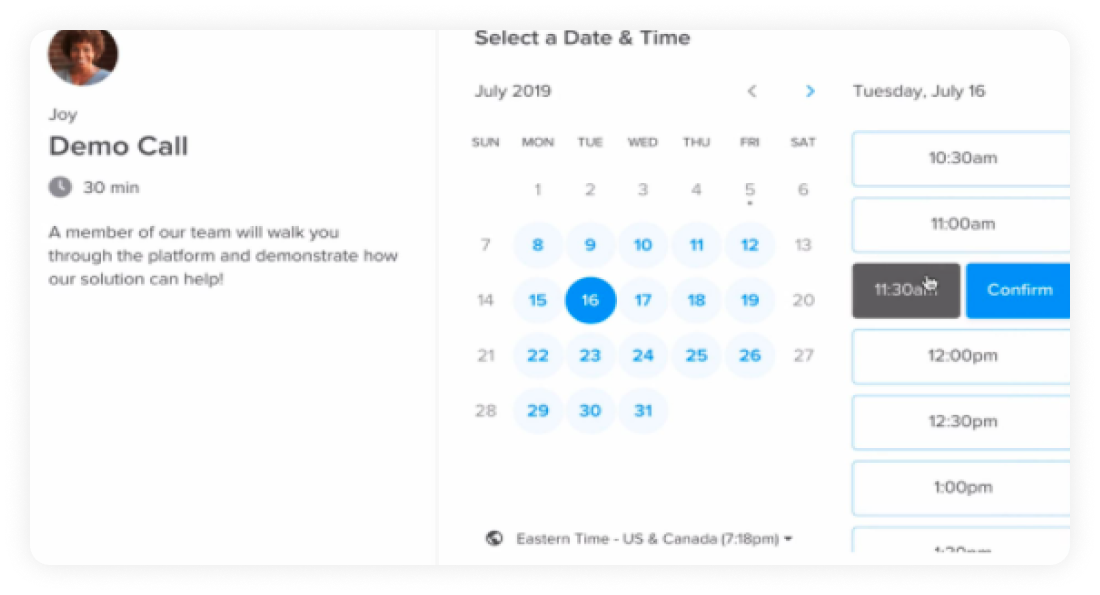 Joy
Demo Call
30 min
A member of our team will walk you
through the platform and demonstrate how
our solution can help!
Select a Date & Time
July 2019
SUN MON TUE WED THU FRI SAT
1 2 3 4 5 6
7 8 9 10 11 12 13
14 15 16 17 18 19 20
21 22 23 24 25 26 27
28 29 30 31
Eastern Time - US & Canada (7:18pm)
Tuesday, July 16
10:30am
11:00am
11:30am Confirm
12:00pm
12:30pm
1:00pm